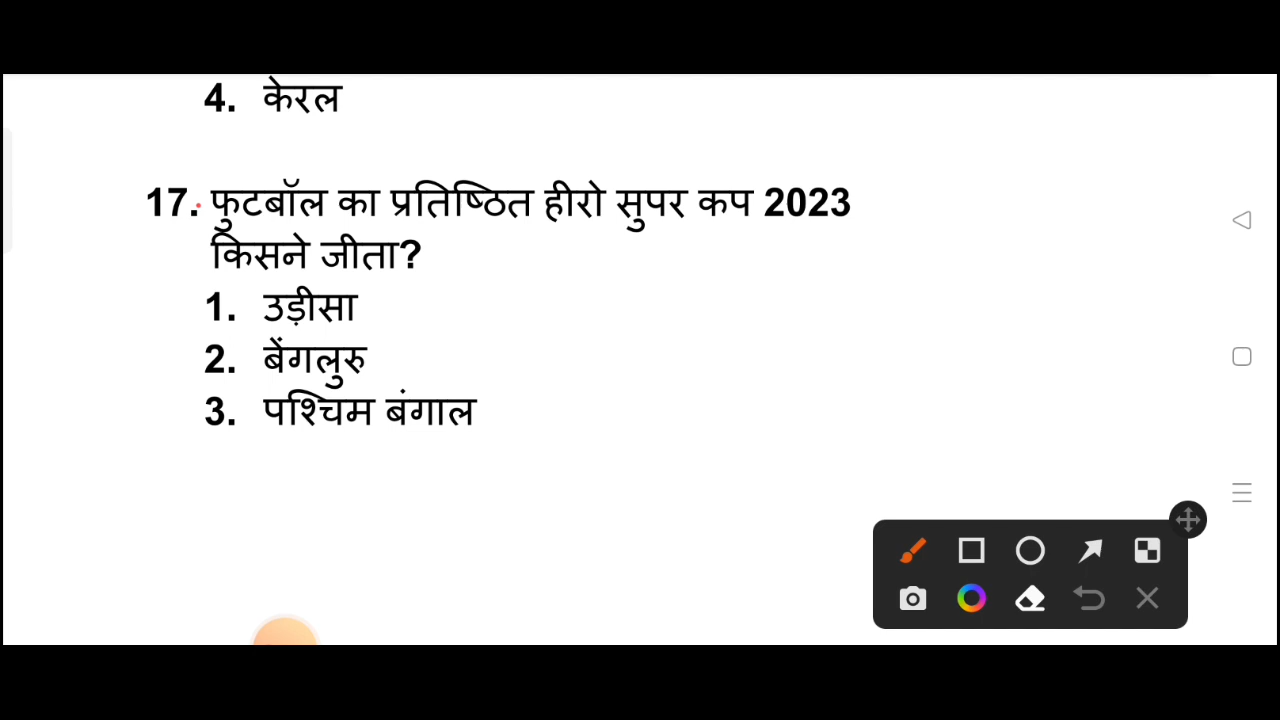 4. केरल
17. फुटबॉल का प्रतिष्ठित हीरो सुपर कप 2023
किसने जीता?
1. उड़ीसा
2. बेंगलुरु
3. पश्चिम बंगाल